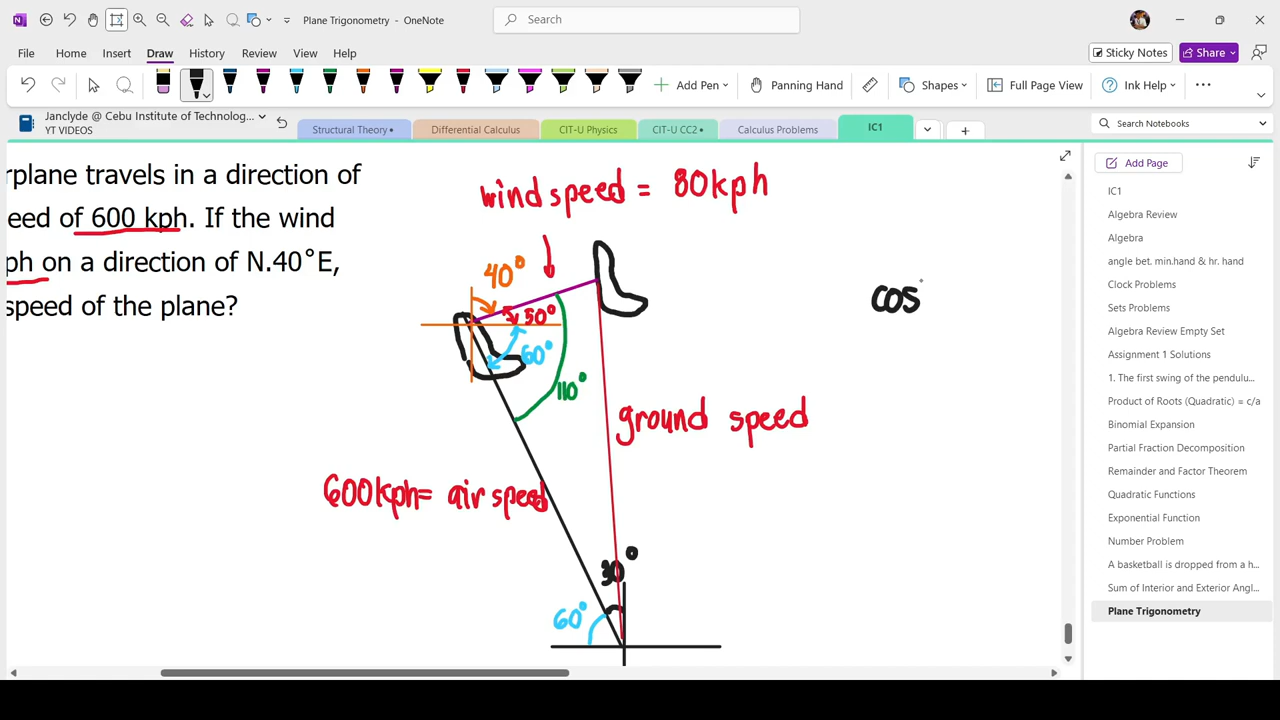 Plane Trigonometry - OneNote
Search
File Home Insert Draw History Review View Help
Sticky Notes
Share
Add Pen
Panning Hand
Shapes
Full Page View
Ink Help
Janclyde @ Cebu Institute of Technolog...
YT VIDEOS
Structural Theory
Differential Calculus
CIT-U Physics
CIT-U CC2
Calculus Problems
IC1
Search Notebooks
rplane travels in a direction of
eed of 600 kph. If the wind
ph on a direction of N.40°E,
speed of the plane?
wind speed = 80kph
40°
50°
60°
110°
cos
ground speed
600kph= air speed
30°
60°
Add Page
IC1
Algebra Review
Algebra
angle bet. min.hand & hr. hand
Clock Problems
Sets Problems
Algebra Review Empty Set
Assignment 1 Solutions
1. The first swing of the pendulu...
Product of Roots (Quadratic) = c/a
Binomial Expansion
Partial Fraction Decomposition
Remainder and Factor Theorem
Quadratic Functions
Exponential Function
Number Problem
A basketball is dropped from a h...
Sum of Interior and Exterior Angl...
Plane Trigonometry